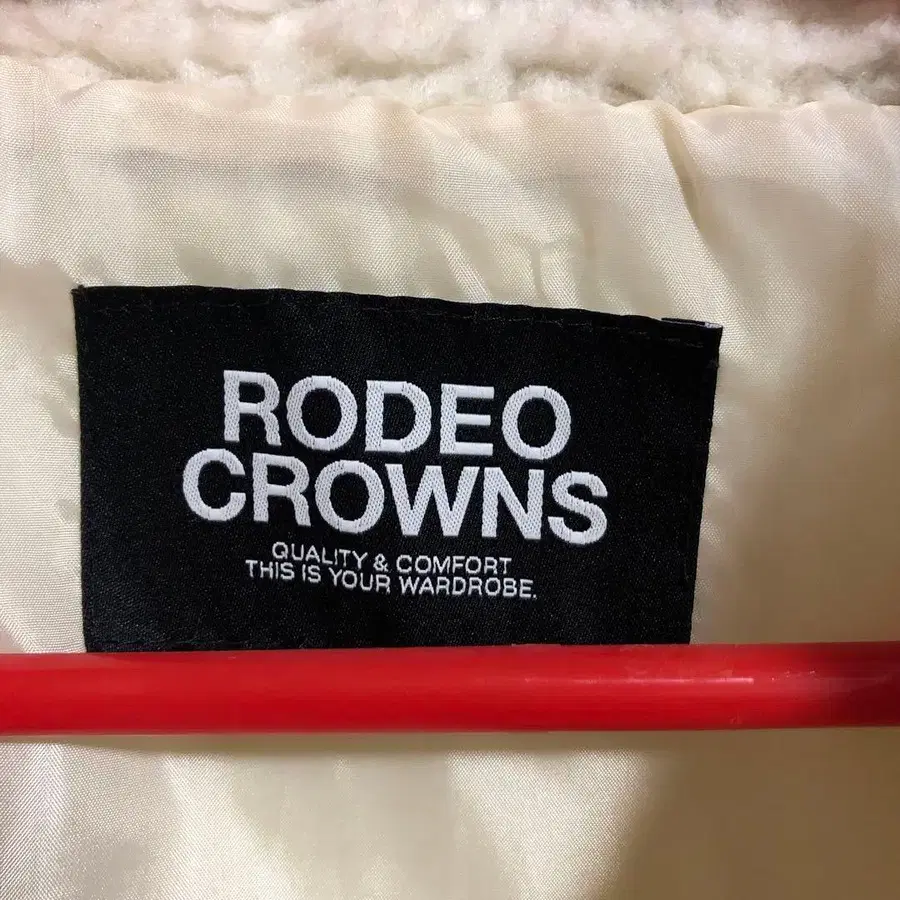 RODEO
CROWNS
QUALITY & COMFORT
THIS IS YOUR WARDROBE.